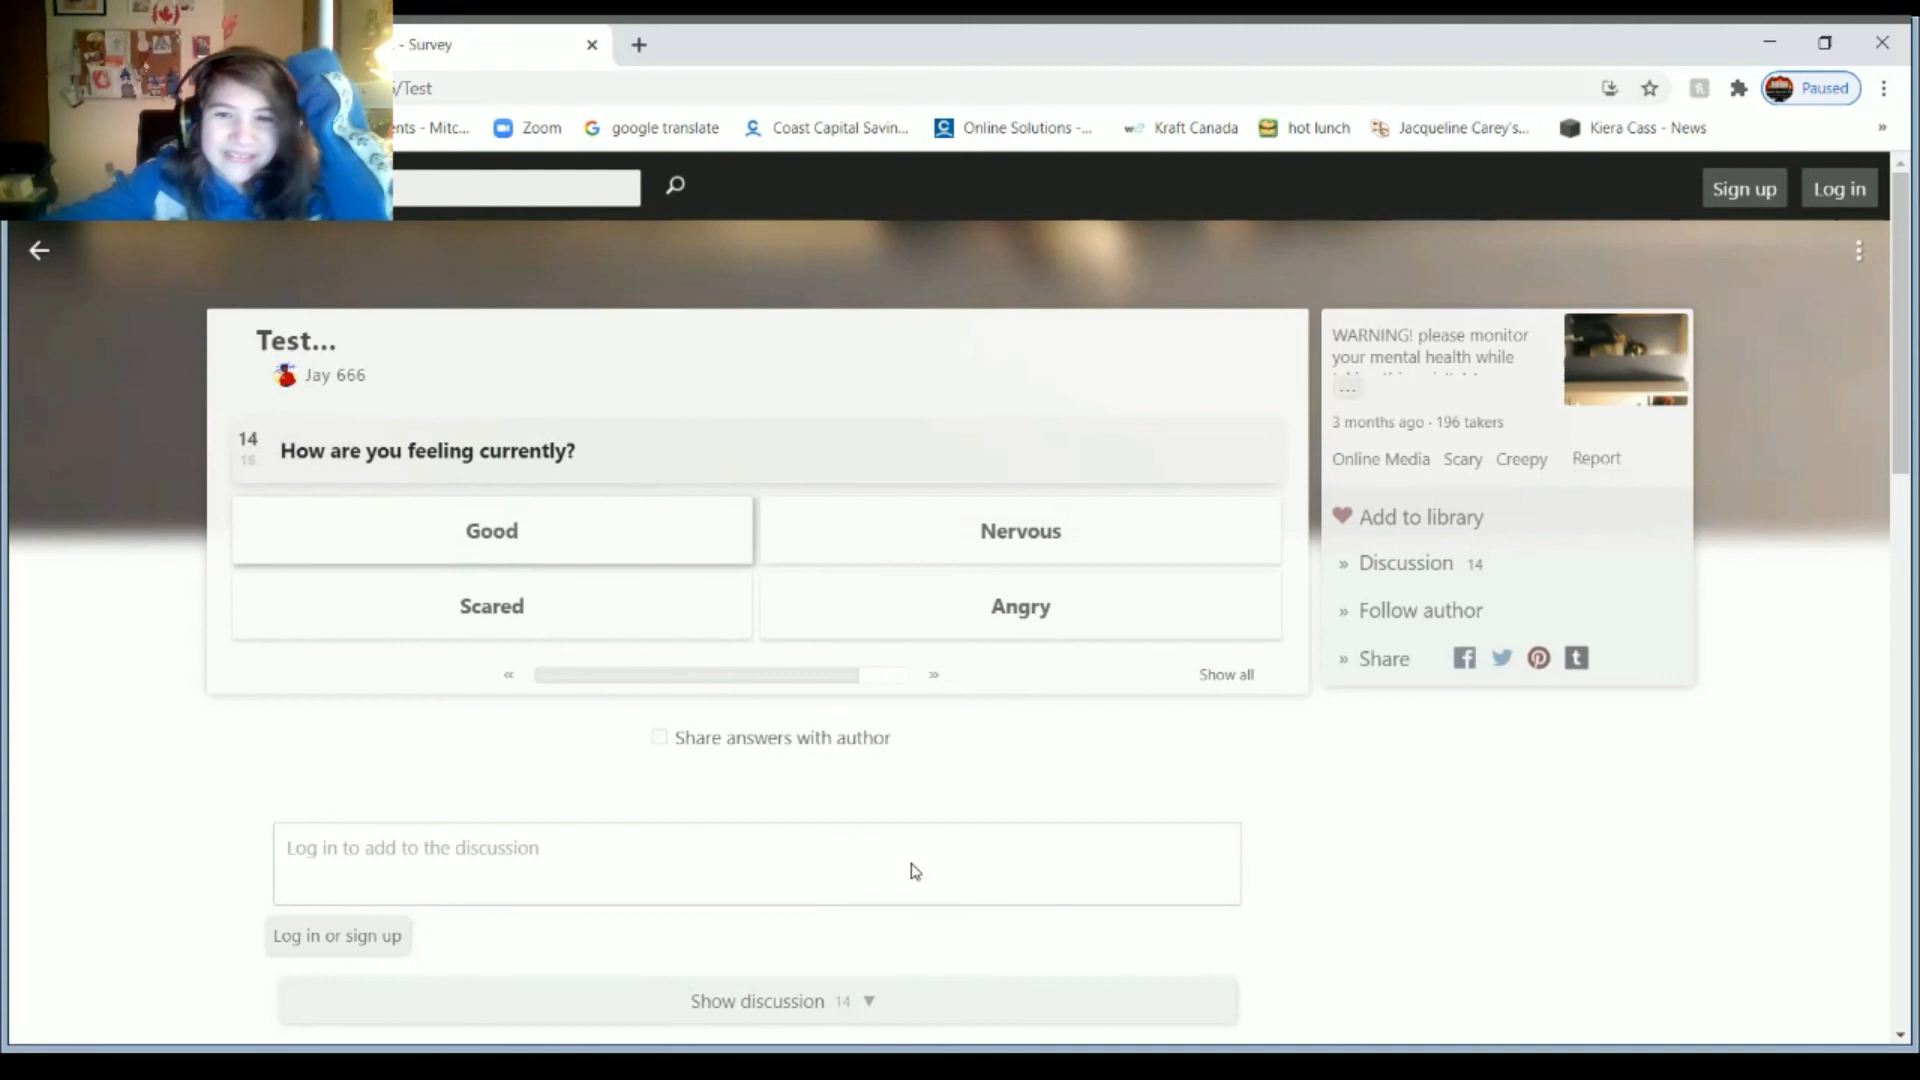 - Survey
/Test
Paused
ents - Mitc...
Zoom
google translate
Coast Capital Savin...
Online Solutions -...
Kraft Canada
hot lunch
Jacqueline Carey's...
Kiera Cass - News
»
Sign up
Log in
Test...
Jay 666
14
16
How are you feeling currently?
Good
Nervous
Scared
Angry
«
»
Show all
Share answers with author
Log in to add to the discussion
Log in or sign up
Show discussion 14 ▼
WARNING! please monitor
your mental health while
...
3 months ago · 196 takers
Online Media Scary Creepy Report
Add to library
» Discussion 14
» Follow author
» Share